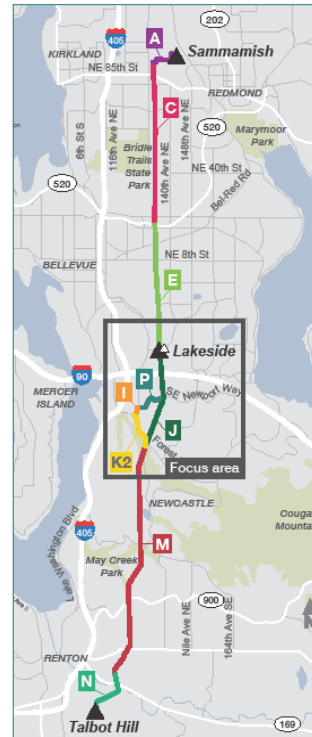 202
405
A
KIRKLAND
Sammamish
NE 85th St
REDMOND
C
6th St S
116th Ave NE
Bridle
Trails
State
Park
140th Ave NE
148th Ave NE
520
Marymoor
Park
NE 40th St
520
Bel-Red Rd
NE 8th St
BELLEVUE
E
Lakeside
90
MERCER
ISLAND
I
P
SE Newport Way
J
K2
Forest
Focus area
NEWCASTLE
Couga
Mounta
Lake Washington Blvd
405
M
May Creek
Park
900
Nile Ave NE
164th Ave SE
RENTON
N
Talbot Hill
169